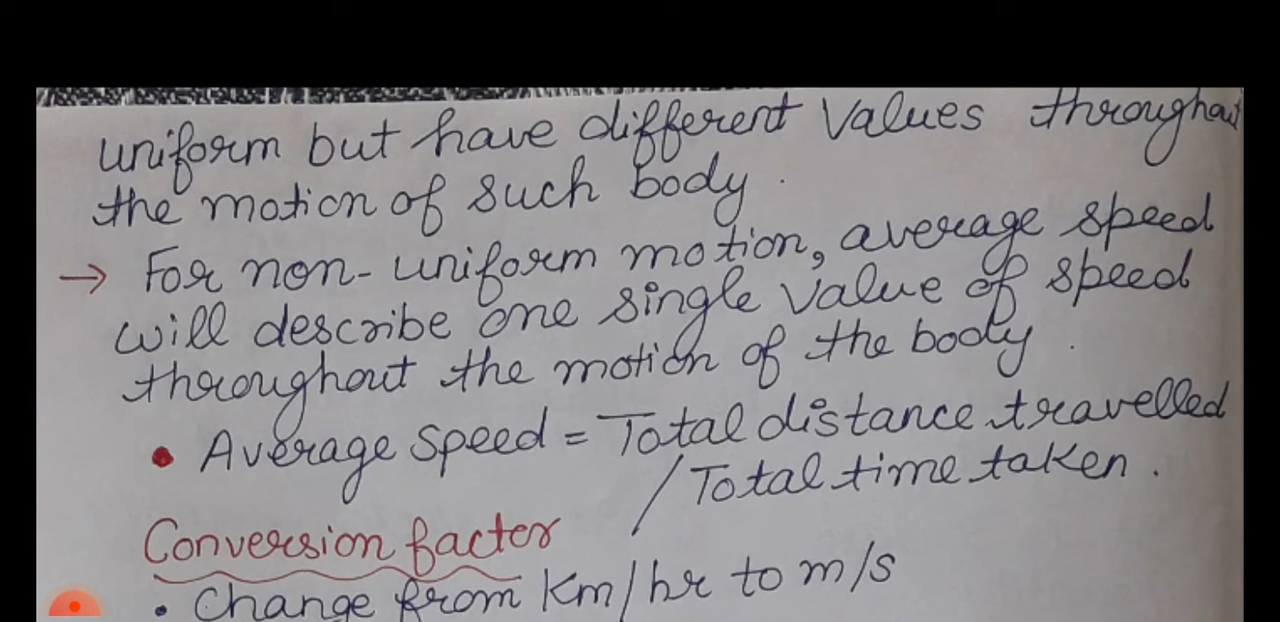 uniform but have different values throughout
the motion of such body.
→ For non-uniform motion, average speed
will describe one single value of speed
throughout the motion of the body.
• Average speed = Total distance travelled
/ Total time taken.
Conversion factor
• Change from Km/hr to m/s